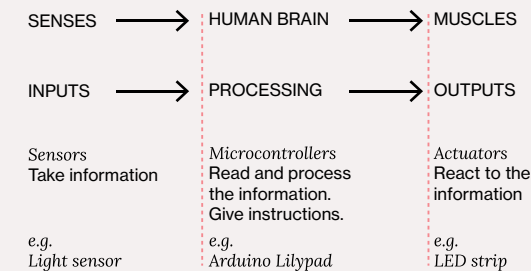 SENSES HUMAN BRAIN MUSCLES
INPUTS PROCESSING OUTPUTS
Sensors
Take information
e.g.
Light sensor
Microcontrollers
Read and process
the information.
Give instructions.
e.g.
Arduino Lilypad
Actuators
React to the
information
e.g.
LED strip